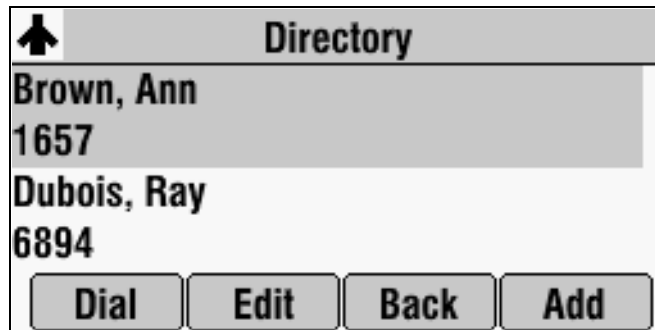 Directory
Brown, Ann
1657
Dubois, Ray
6894
Dial Edit Back Add